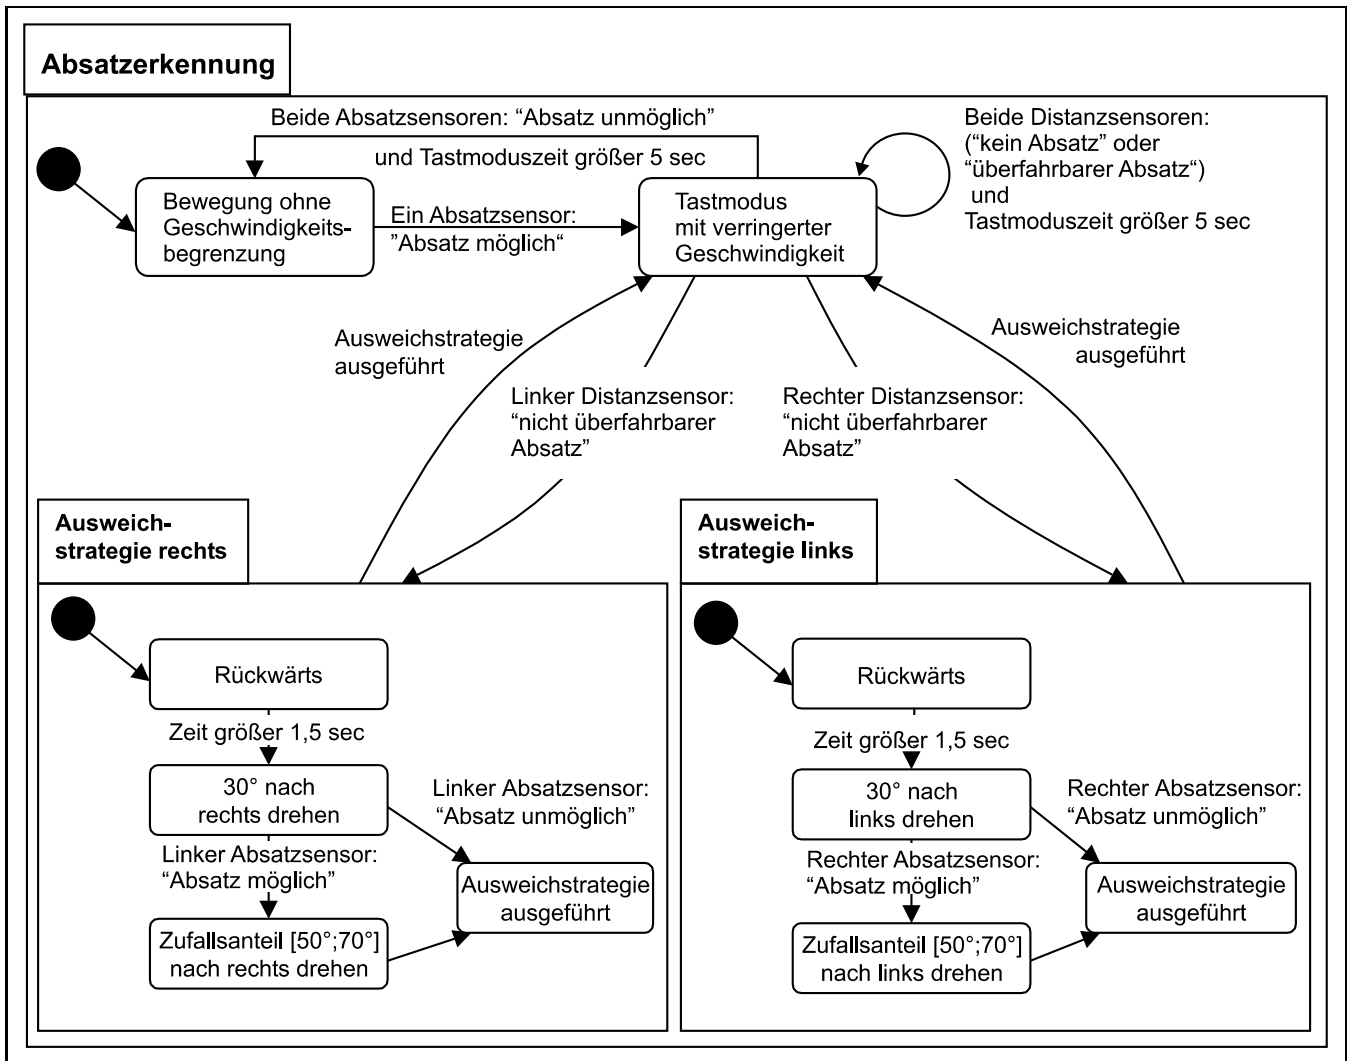 Absatzerkennung
Beide Absatzsensoren: “Absatz unmöglich”
und Tastmoduszeit größer 5 sec
Beide Distanzsensoren:
(“kein Absatz” oder
“überfahrbarer Absatz“)
und
Tastmoduszeit größer 5 sec
Bewegung ohne
Geschwindigkeits-
begrenzung
Ein Absatzsensor:
”Absatz möglich“
Tastmodus
mit verringerter
Geschwindigkeit
Ausweichstrategie
ausgeführt
Linker Distanzsensor:
“nicht überfahrbarer
Absatz”
Rechter Distanzsensor:
“nicht überfahrbarer
Absatz”
Ausweichstrategie
ausgeführt
Ausweich-
strategie rechts
Rückwärts
Zeit größer 1,5 sec
30° nach
rechts drehen
Linker Absatzsensor:
“Absatz unmöglich”
Linker Absatzsensor:
“Absatz möglich”
Ausweichstrategie
ausgeführt
Zufallsanteil [50°;70°]
nach rechts drehen
Ausweich-
strategie links
Rückwärts
Zeit größer 1,5 sec
30° nach
links drehen
Rechter Absatzsensor:
“Absatz unmöglich”
Rechter Absatzsensor:
“Absatz möglich”
Ausweichstrategie
ausgeführt
Zufallsanteil [50°;70°]
nach links drehen